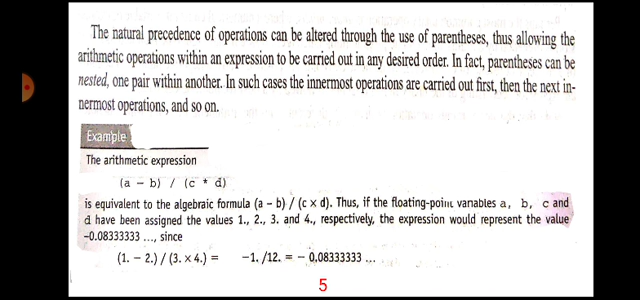 The natural precedence of operations can be altered through the use of parentheses, thus allowing the
arithmetic operations within an expression to be carried out in any desired order. In fact, parentheses can be
nested, one pair within another. In such cases the innermost operations are carried out first, then the next in-
nermost operations, and so on.
Example
The arithmetic expression
(a - b) / (c * d)
is equivalent to the algebraic formula (a – b) / (c x d). Thus, if the floating-point variables a, b, c and
d have been assigned the values 1., 2., 3. and 4., respectively, the expression would represent the value
–0.08333333 ..., since
(1. – 2.) / (3. × 4.) = –1. /12. = – 0.08333333 ...
5